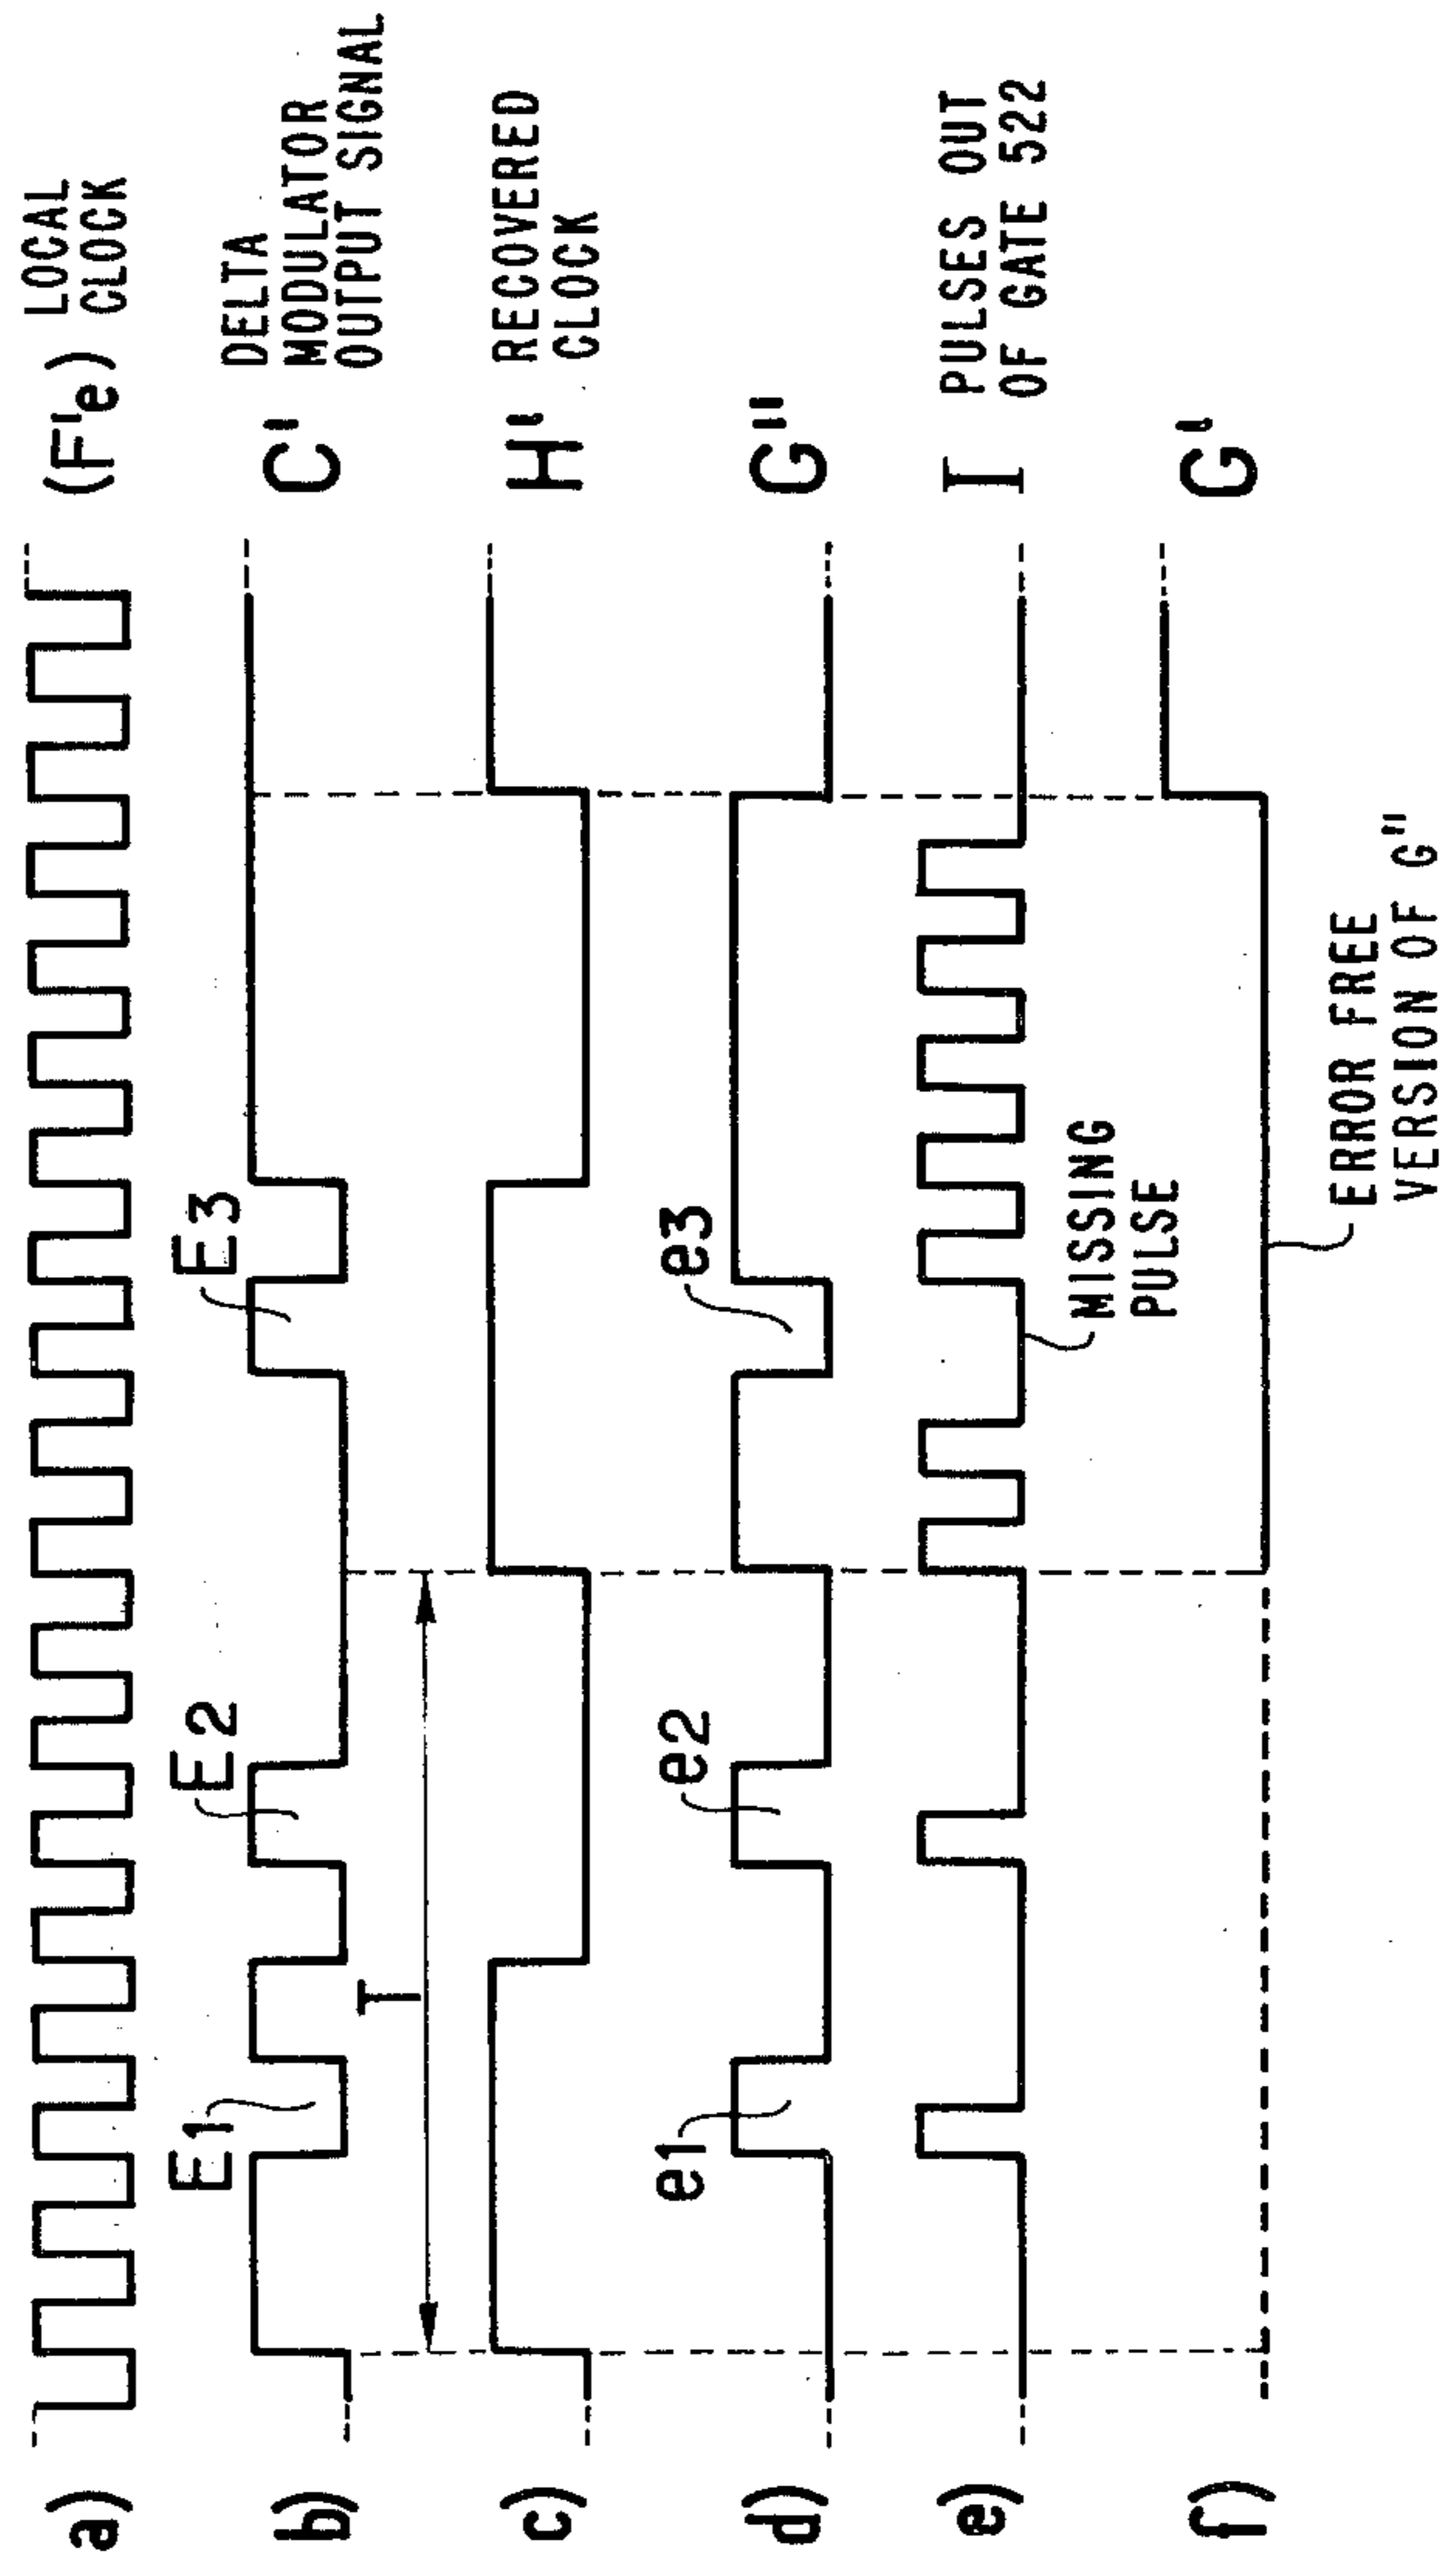 a)
(F'e) LOCAL
CLOCK
b)
E1
E2
E3
C' DELTA
MODULATOR
OUTPUT SIGNAL
T
c)
H' RECOVERED
CLOCK
d)
e1
e2
e3
G"
e)
MISSING
PULSE
I PULSES OUT
OF GATE 522
f)
G'
ERROR FREE
VERSION OF G"